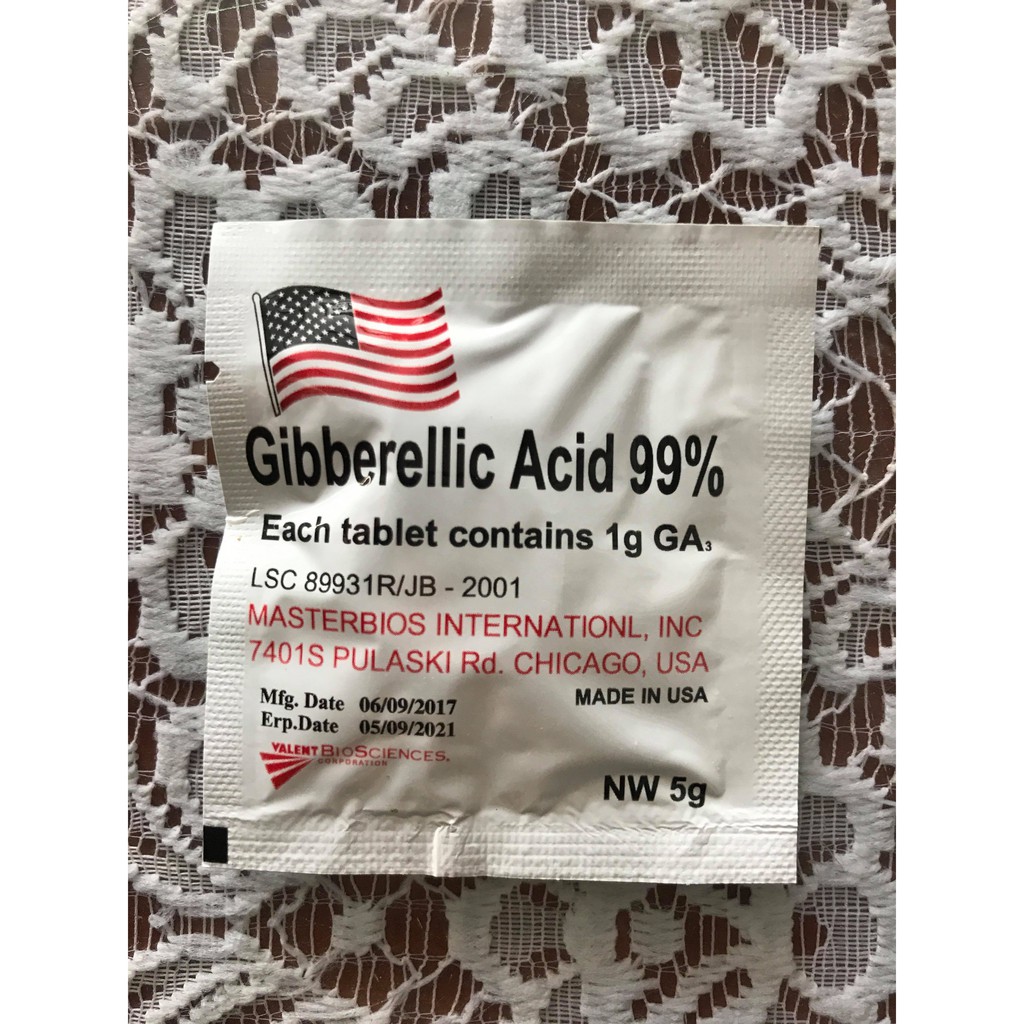 Gibberellic Acid 99%
Each tablet contains 1g GA₃
LSC 89931R/JB - 2001
MASTERBIOS INTERNATIONL, INC
7401S PULASKI Rd. CHICAGO, USA
MADE IN USA
Mfg. Date 06/09/2017
Erp.Date 05/09/2021
VALENT BIOSCIENCES.
CORPORATION
NW 5g